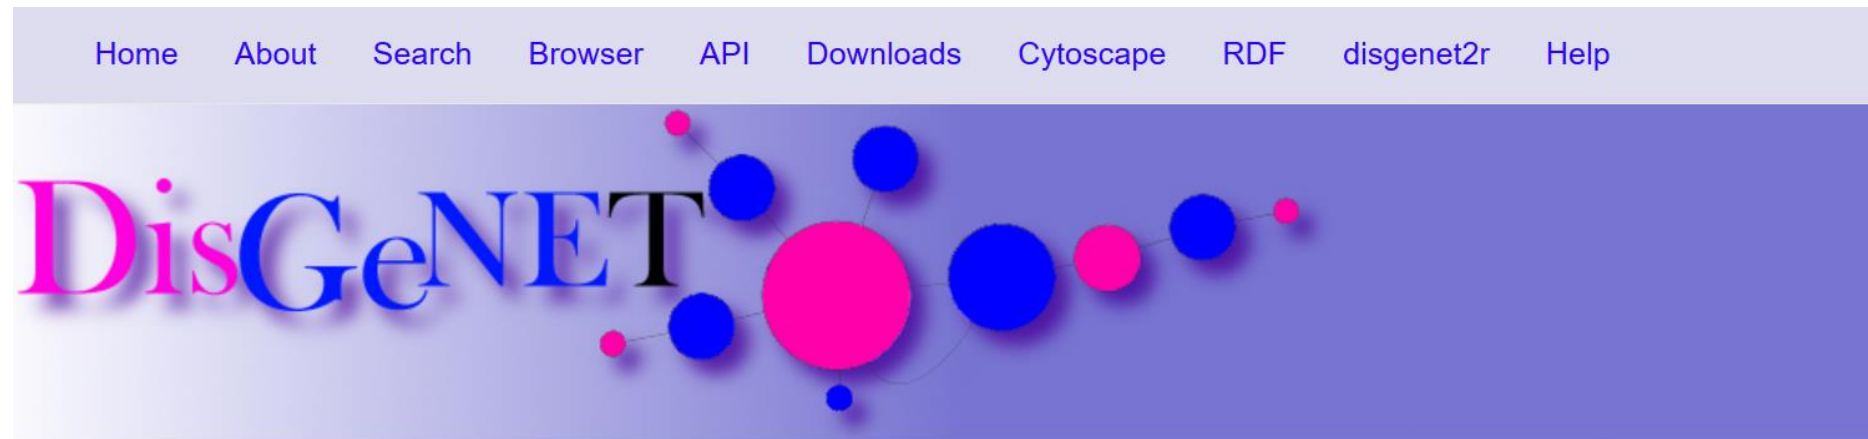 Home About Search Browser API Downloads Cytoscape RDF disgenet2r Help
DisGeNET